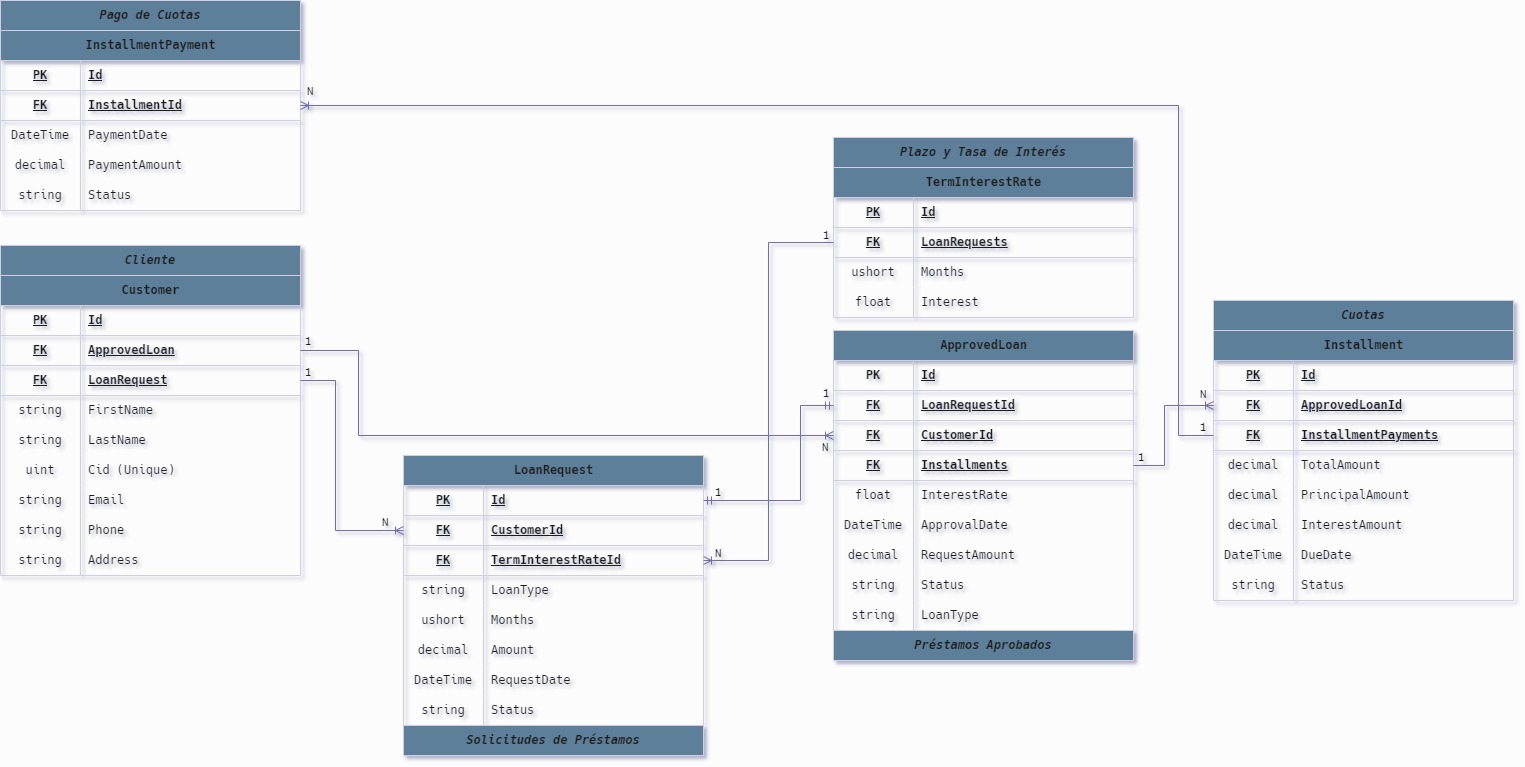 Pago de Cuotas
InstallmentPayment
PK Id
FK InstallmentId
DateTime PaymentDate
decimal PaymentAmount
string Status
N
Cliente
Customer
PK Id
FK ApprovedLoan
FK LoanRequest
string FirstName
string LastName
uint Cid (Unique)
string Email
string Phone
string Address
1
1
N
LoanRequest
PK Id
FK CustomerId
FK TermInterestRateId
string LoanType
ushort Months
decimal Amount
DateTime RequestDate
string Status
Solicitudes de Préstamos
1
N
Plazo y Tasa de Interés
TermInterestRate
PK Id
FK LoanRequests
ushort Months
float Interest
1
1
N
ApprovedLoan
PK Id
FK LoanRequestId
FK CustomerId
FK Installments
float InterestRate
DateTime ApprovalDate
decimal RequestAmount
string Status
string LoanType
Préstamos Aprobados
1
N
1
Cuotas
Installment
PK Id
FK ApprovedLoanId
FK InstallmentPayments
decimal TotalAmount
decimal PrincipalAmount
decimal InterestAmount
DateTime DueDate
string Status